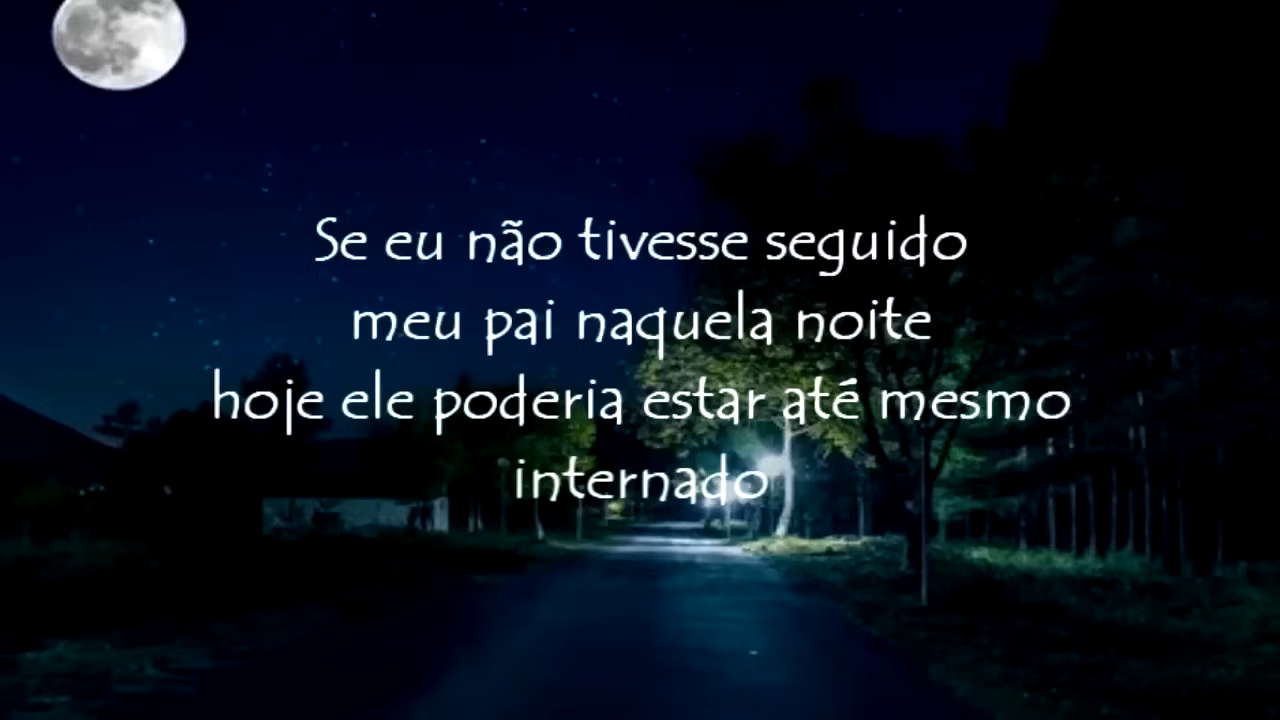 Se eu não tivesse seguido
meu pai naquela noite
hoje ele poderia estar até mesmo
internado